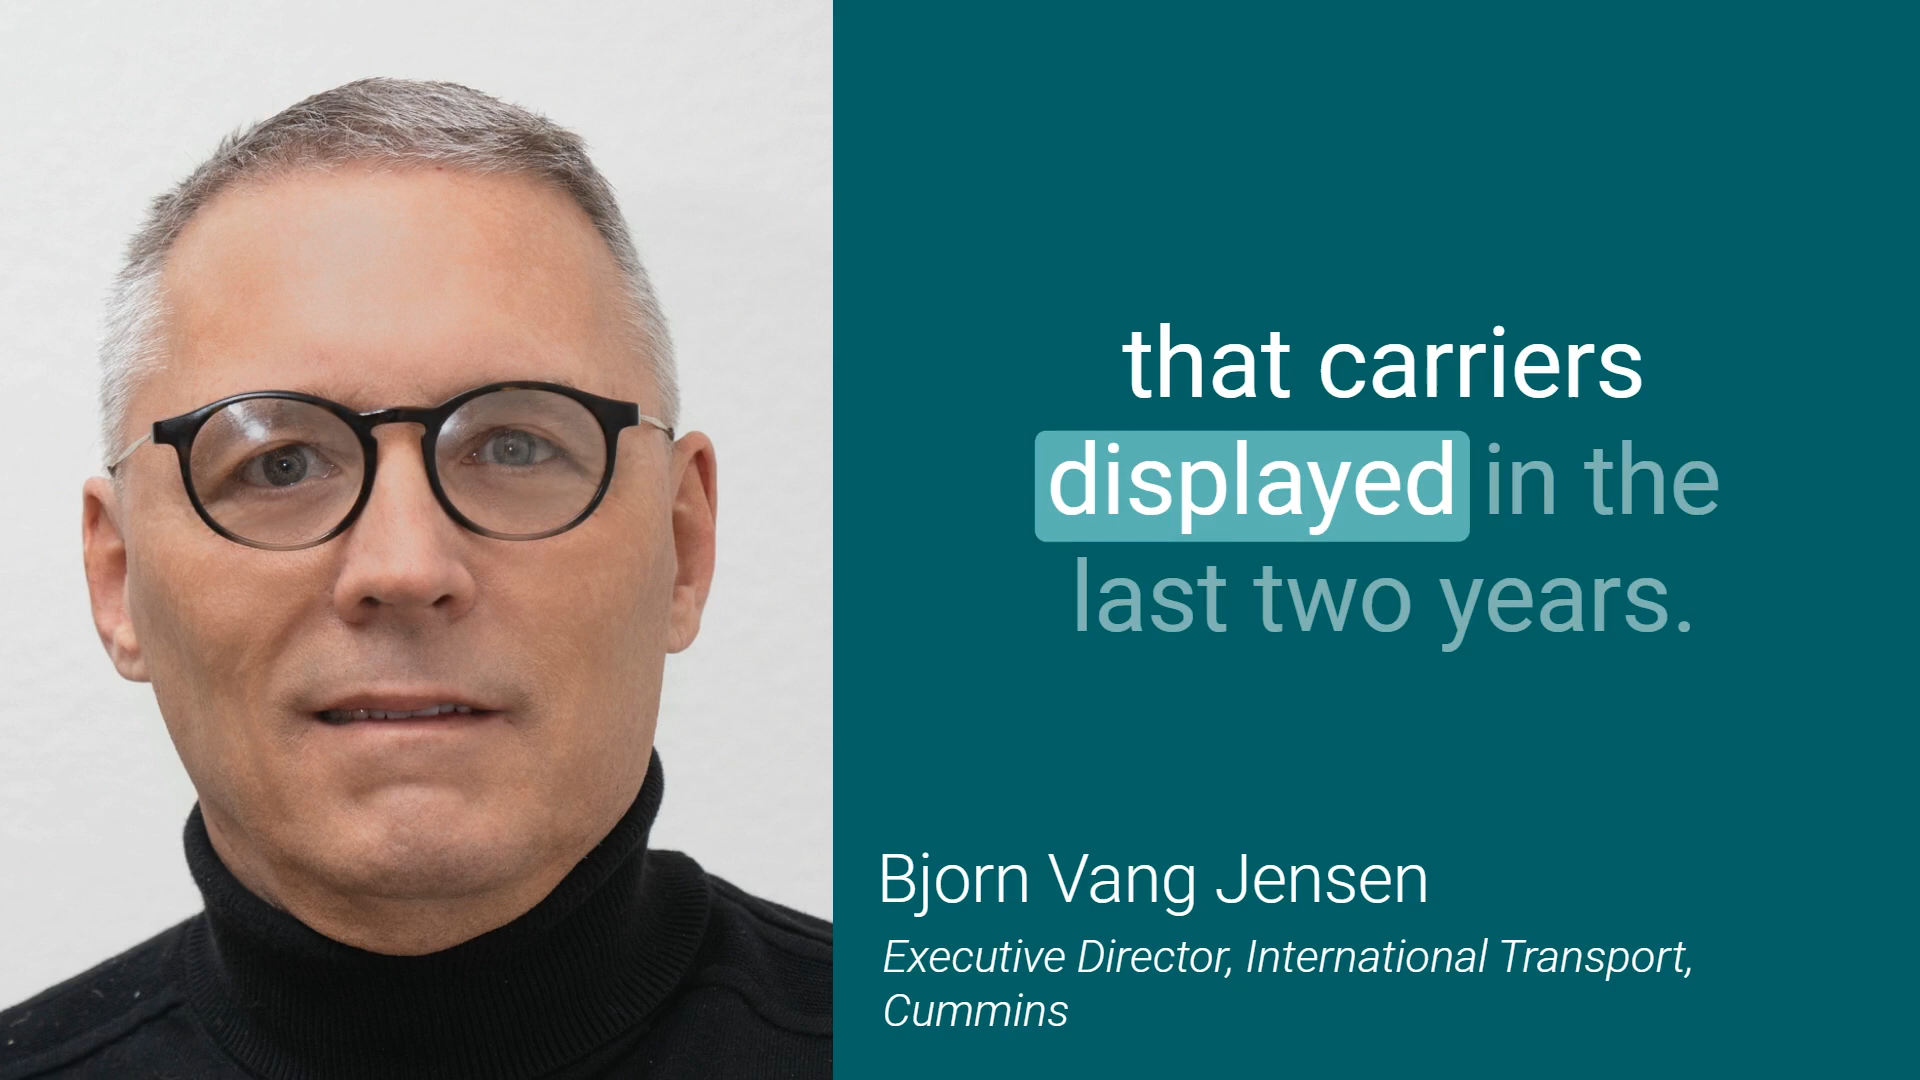 that carriers
displayed in the
last two years.
Bjorn Vang Jensen
Executive Director, International Transport,
Cummins